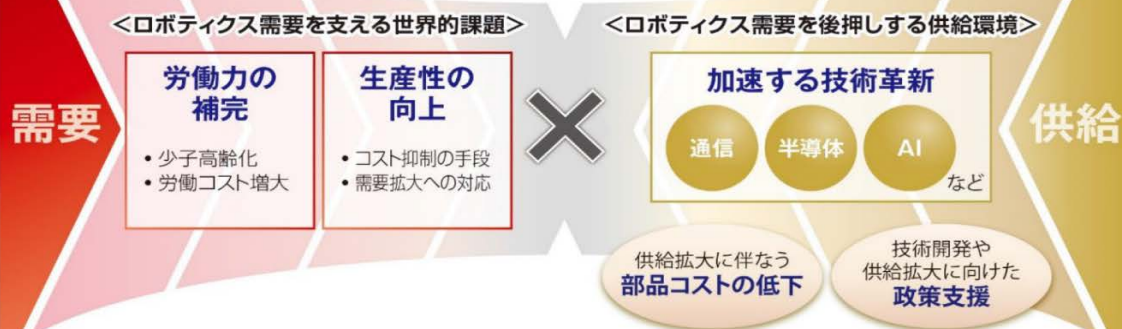 ＜ロボティクス需要を支える世界的課題＞
＜ロボティクス需要を後押しする供給環境＞
需要
労働力の
補完
• 少子高齢化
• 労働コスト増大
生産性の
向上
• コスト抑制の手段
• 需要拡大への対応
×
加速する技術革新
通信
半導体
AI
など
供給
供給拡大に伴なう
部品コストの低下
技術開発や
供給拡大に向けた
政策支援